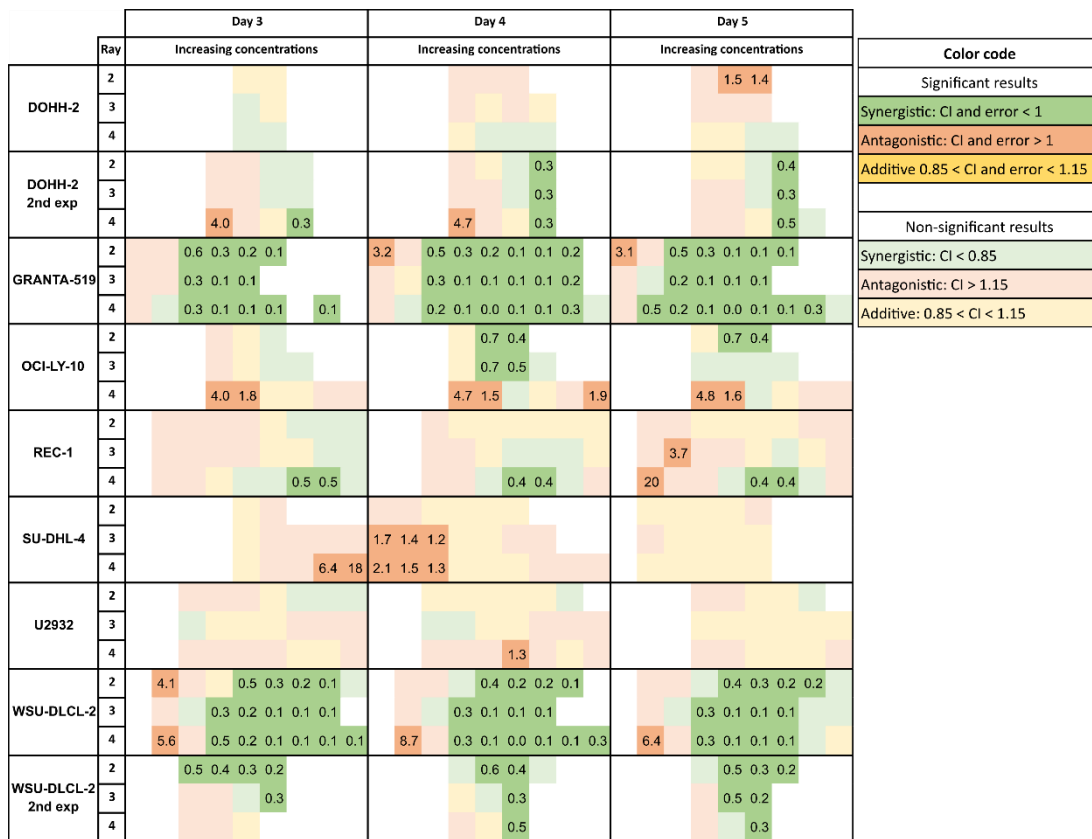 Day 3 Day 4 Day 5
Ray Increasing concentrations Increasing concentrations Increasing concentrations
DOHH-2
2 1.5 1.4
3
4
DOHH-2
2nd exp
2 0.3 0.4
3 0.3 0.3
4 4.0 0.3 4.7 0.3 0.5
GRANTA-519
2 0.6 0.3 0.2 0.1 3.2 0.5 0.3 0.2 0.1 0.1 0.2 3.1 0.5 0.3 0.1 0.1 0.1
3 0.3 0.1 0.1 0.3 0.1 0.1 0.1 0.1 0.2 0.2 0.1 0.1 0.1
4 0.3 0.1 0.1 0.1 0.1 0.2 0.1 0.0 0.1 0.1 0.3 0.5 0.2 0.1 0.0 0.1 0.1 0.3
OCI-LY-10
2 0.7 0.4 0.7 0.4
3 0.7 0.5
4 4.0 1.8 4.7 1.5 1.9 4.8 1.6
REC-1
2
3 3.7
4 0.5 0.5 0.4 0.4 20 0.4 0.4
SU-DHL-4
2
3 1.7 1.4 1.2
4 6.4 18 2.1 1.5 1.3
U2932
2
3
4 1.3
WSU-DLCL-2
2 4.1 0.5 0.3 0.2 0.1 0.4 0.2 0.2 0.1 0.4 0.3 0.2 0.2
3 0.3 0.2 0.1 0.1 0.1 0.3 0.1 0.1 0.1 0.3 0.1 0.1 0.1
4 5.6 0.5 0.2 0.1 0.1 0.1 0.1 8.7 0.3 0.1 0.0 0.1 0.1 0.3 6.4 0.3 0.1 0.1 0.1
WSU-DLCL-2
2nd exp
2 0.5 0.4 0.3 0.2 0.6 0.4 0.5 0.3 0.2
3 0.3 0.3 0.5 0.2
4 0.5 0.3
Color code
Significant results
Synergistic: CI and error < 1
Antagonistic: CI and error > 1
Additive 0.85 < CI and error < 1.15
Non-significant results
Synergistic: CI < 0.85
Antagonistic: CI > 1.15
Additive: 0.85 < CI < 1.15